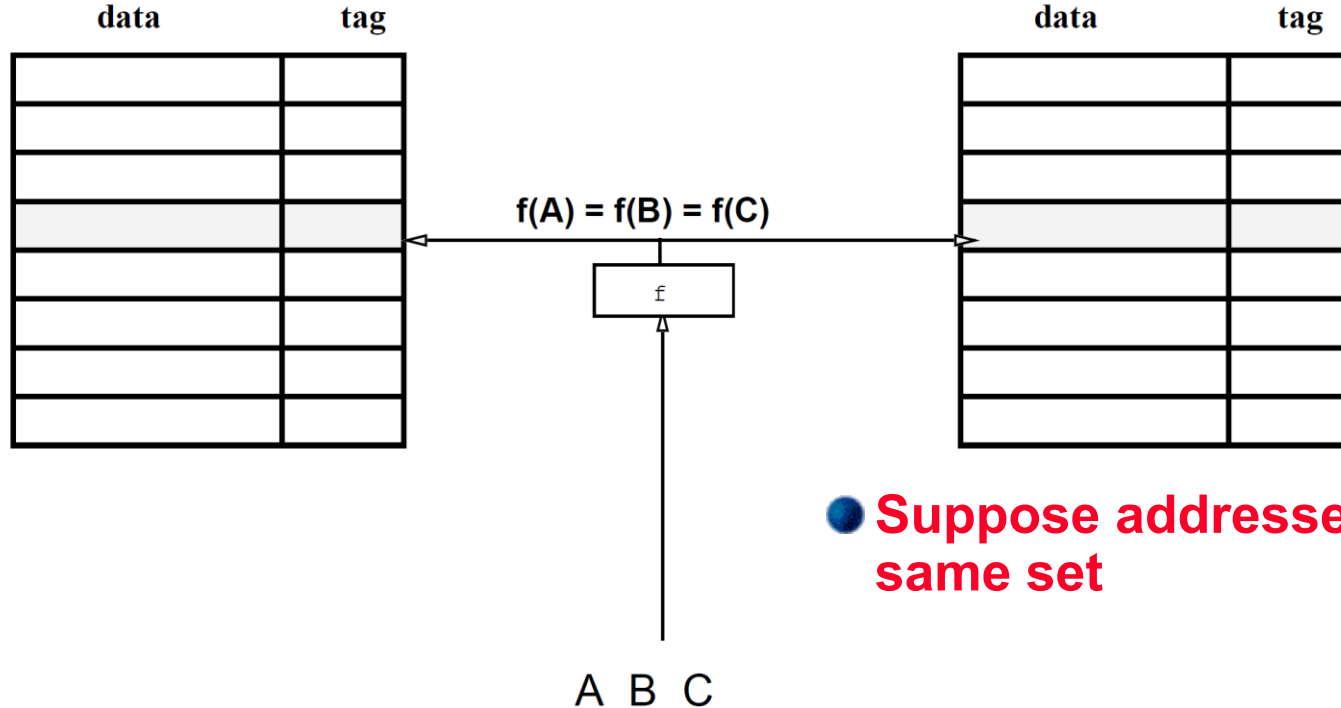 data tag data tag
f(A) = f(B) = f(C)
f
Suppose addresse
same set
A B C